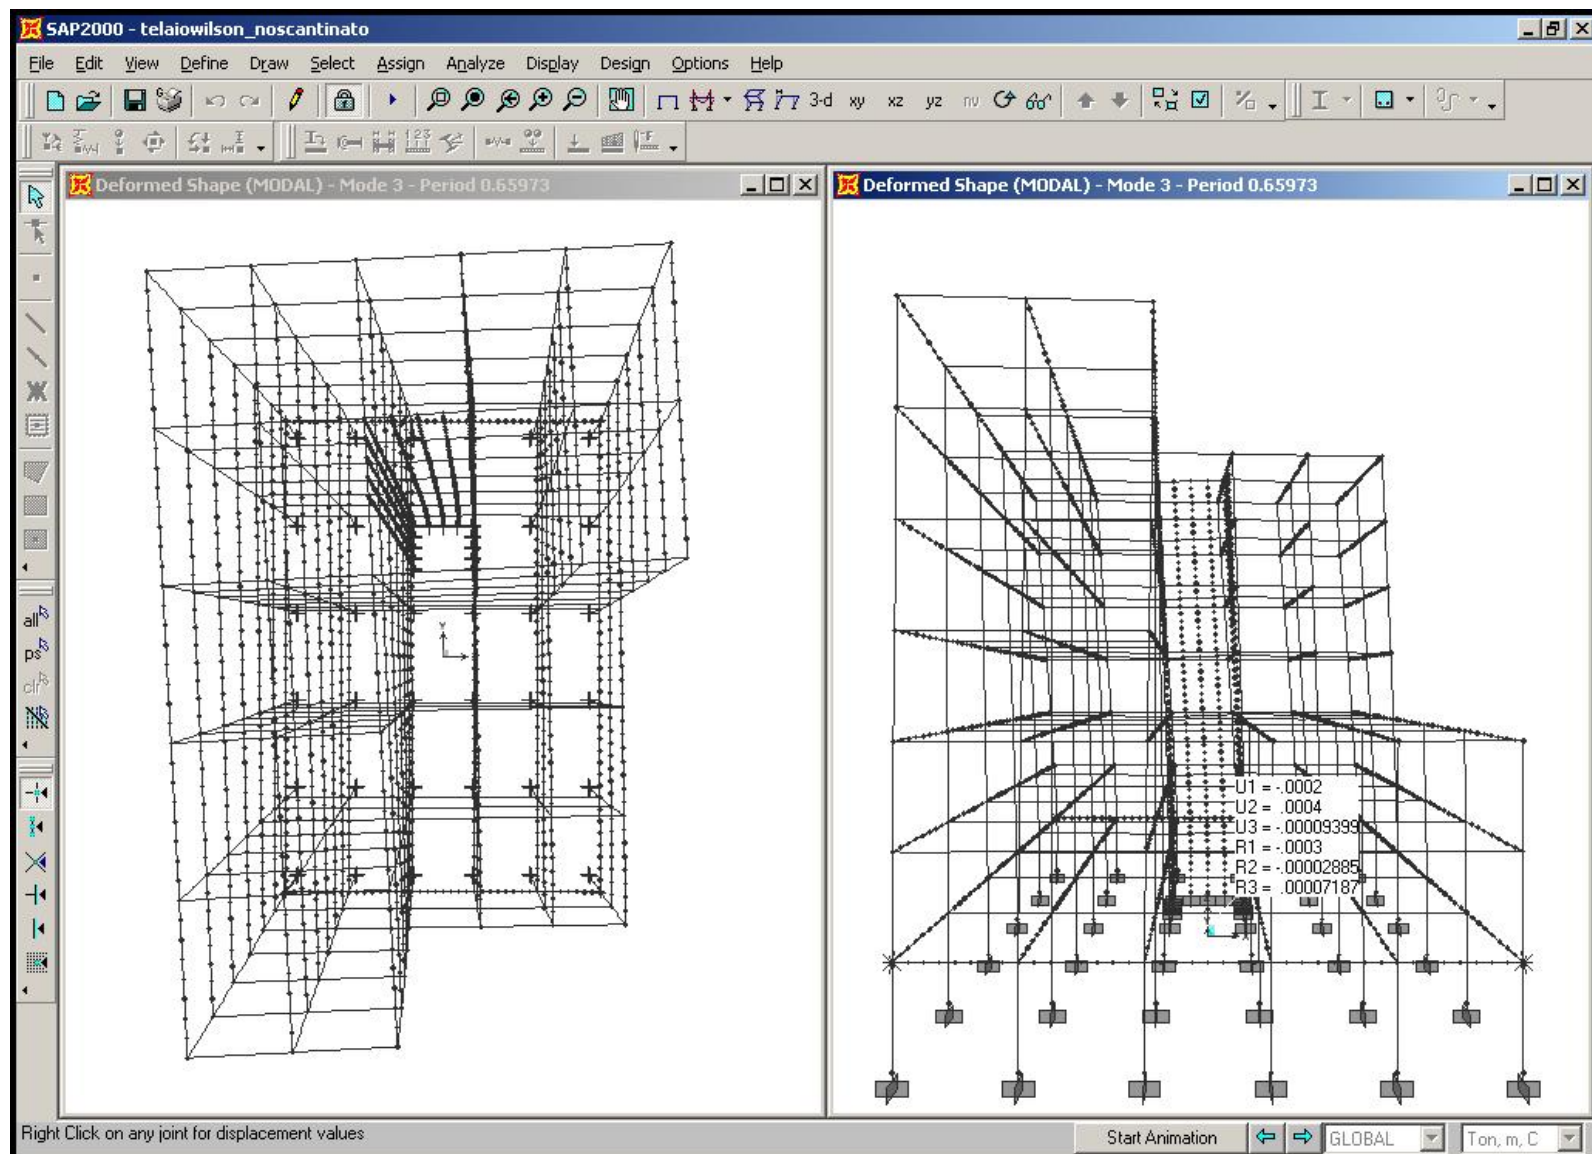 SAP2000 - telaiowilson_noscantinato
File Edit View Define Draw Select Assign Analyze Display Design Options Help
3-d xy xz yz nv
Deformed Shape (MODAL) - Mode 3 - Period 0.65973
Deformed Shape (MODAL) - Mode 3 - Period 0.65973
all
ps
clr
U1 = -.0002
U2 = .0004
U3 = -.00009399
R1 = -.0003
R2 = -.00002885
R3 = .00007187
Right Click on any joint for displacement values
Start Animation
GLOBAL
Ton, m, C